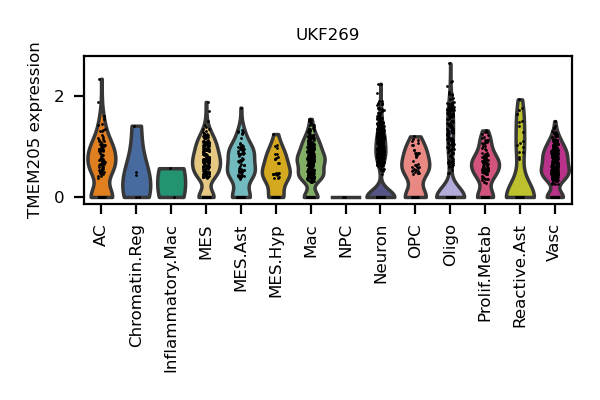 UKF269
TMEM205 expression
2
0
AC
Chromatin.Reg
Inflammatory.Mac
MES
MES.Ast
MES.Hyp
Mac
NPC
Neuron
OPC
Oligo
Prolif.Metab
Reactive.Ast
Vasc